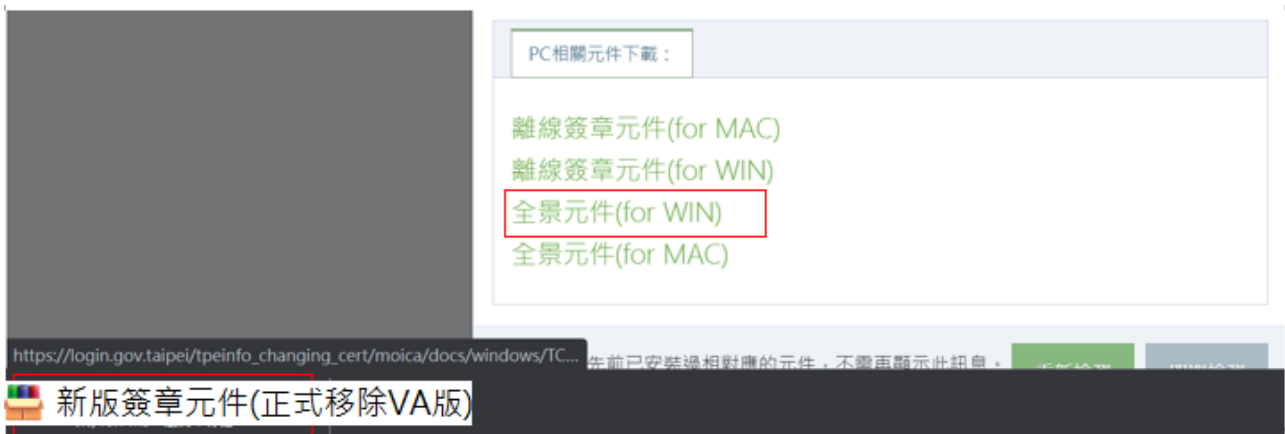 PC相關元件下載：
離線簽章元件(for MAC)
離線簽章元件(for WIN)
全景元件(for WIN)
全景元件(for MAC)
https://login.gov.taipei/tpeinfo_changing_cert/moica/docs/windows/TC...
先前已安裝過相對應的元件，不需再顯示此訊息。
新版簽章元件(正式移除VA版)